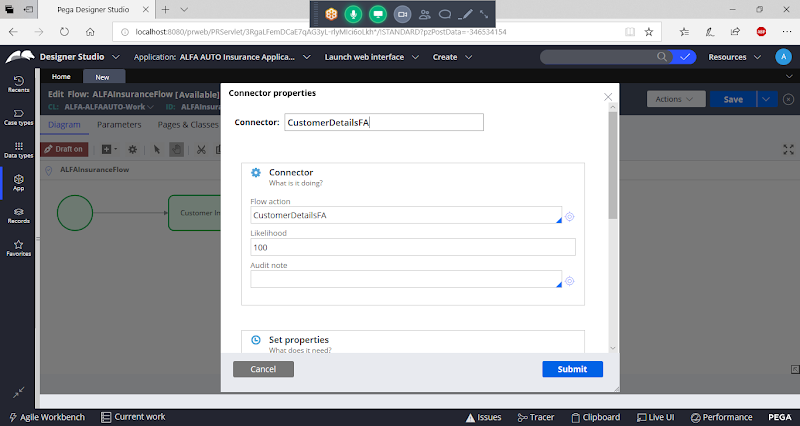 Pega Designer Studio
localhost:8080/prweb/PRServlet/3RgaLFemDCaE7qAG3yL-rlyMIci6oLkh*/!STANDARD?pzPostData=-346534154
Designer Studio
Application: ALFA AUTO Insurance Applica...
Launch web interface
Create
Resources
A
Home
New
Recents
Case types
Data types
App
Records
Favorites
Edit Flow: ALFAInsuranceFlow [Available]
CL: ALFA-ALFAAUTO-Work
ID: ALFAInsur
Actions
Save
Diagram
Parameters
Pages & Classes
Draft on
ALFAInsuranceFlow
Customer In
Connector properties
Connector:
CustomerDetailsFA
Connector
What is it doing?
Flow action
CustomerDetailsFA
Likelihood
100
Audit note
Set properties
What does it need?
Cancel
Submit
Agile Workbench
Current work
Issues
Tracer
Clipboard
Live UI
Performance
PEGA